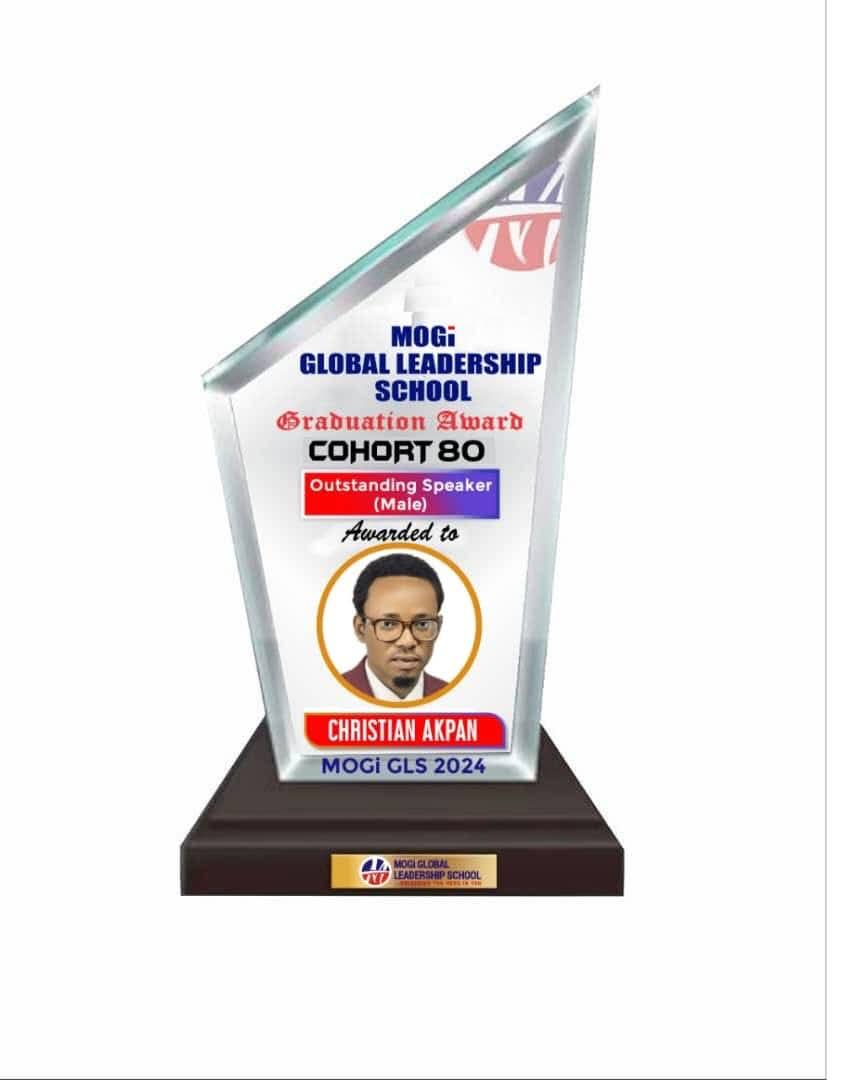 MOGi
GLOBAL LEADERSHIP
SCHOOL
Graduation Award
COHORT 80
Outstanding Speaker
(Male)
Awarded to
CHRISTIAN AKPAN
MOGi GLS 2024
MOGi GLOBAL
LEADERSHIP SCHOOL